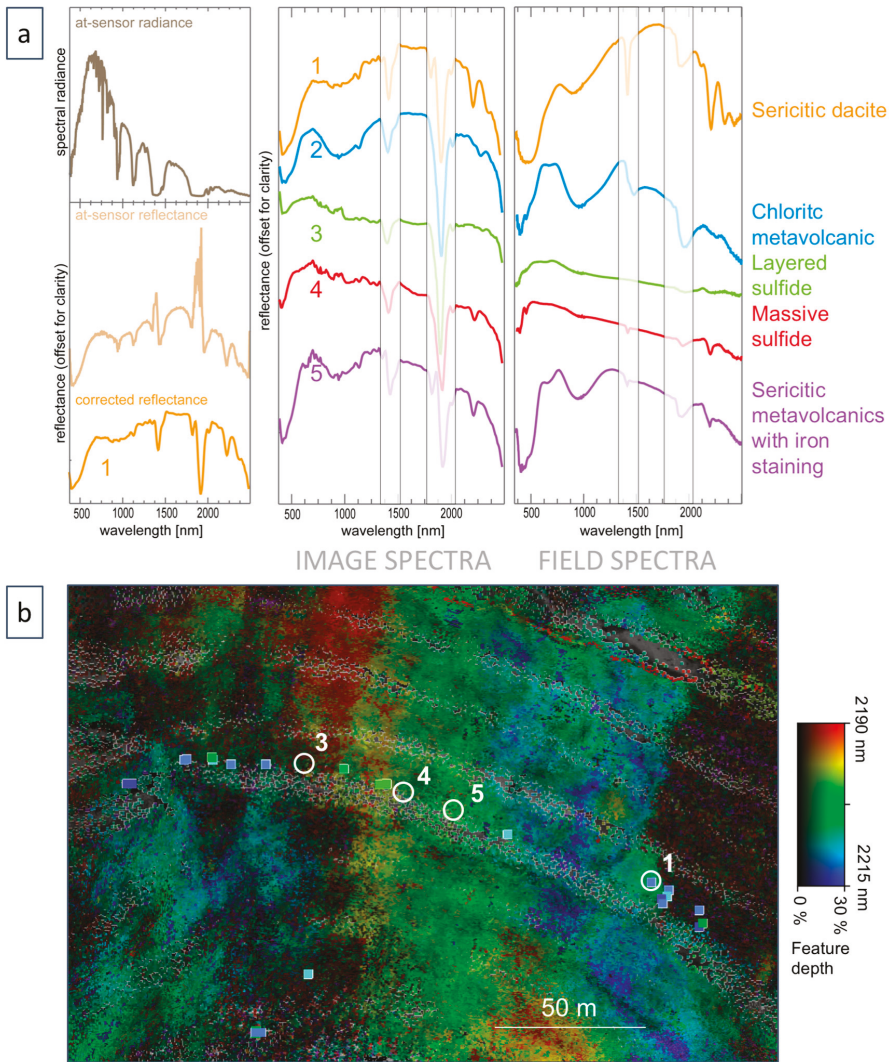 a
at-sensor radiance
spectral radiance
at-sensor reflectance
reflectance (offset for clarity)
corrected reflectance
1
500 1000 1500 2000
wavelength [nm]
reflectance (offset for clarity)
1
2
3
4
5
500 1000 1500 2000
wavelength [nm]
IMAGE SPECTRA
500 1000 1500 2000
wavelength [nm]
FIELD SPECTRA
Sericitic dacite
Chloritc
metavolcanic
Layered
sulfide
Massive
sulfide
Sericitic
metavolcanics
with iron
staining
b
3
4
5
1
50 m
2190 nm
2215 nm
0 %
30 %
Feature
depth